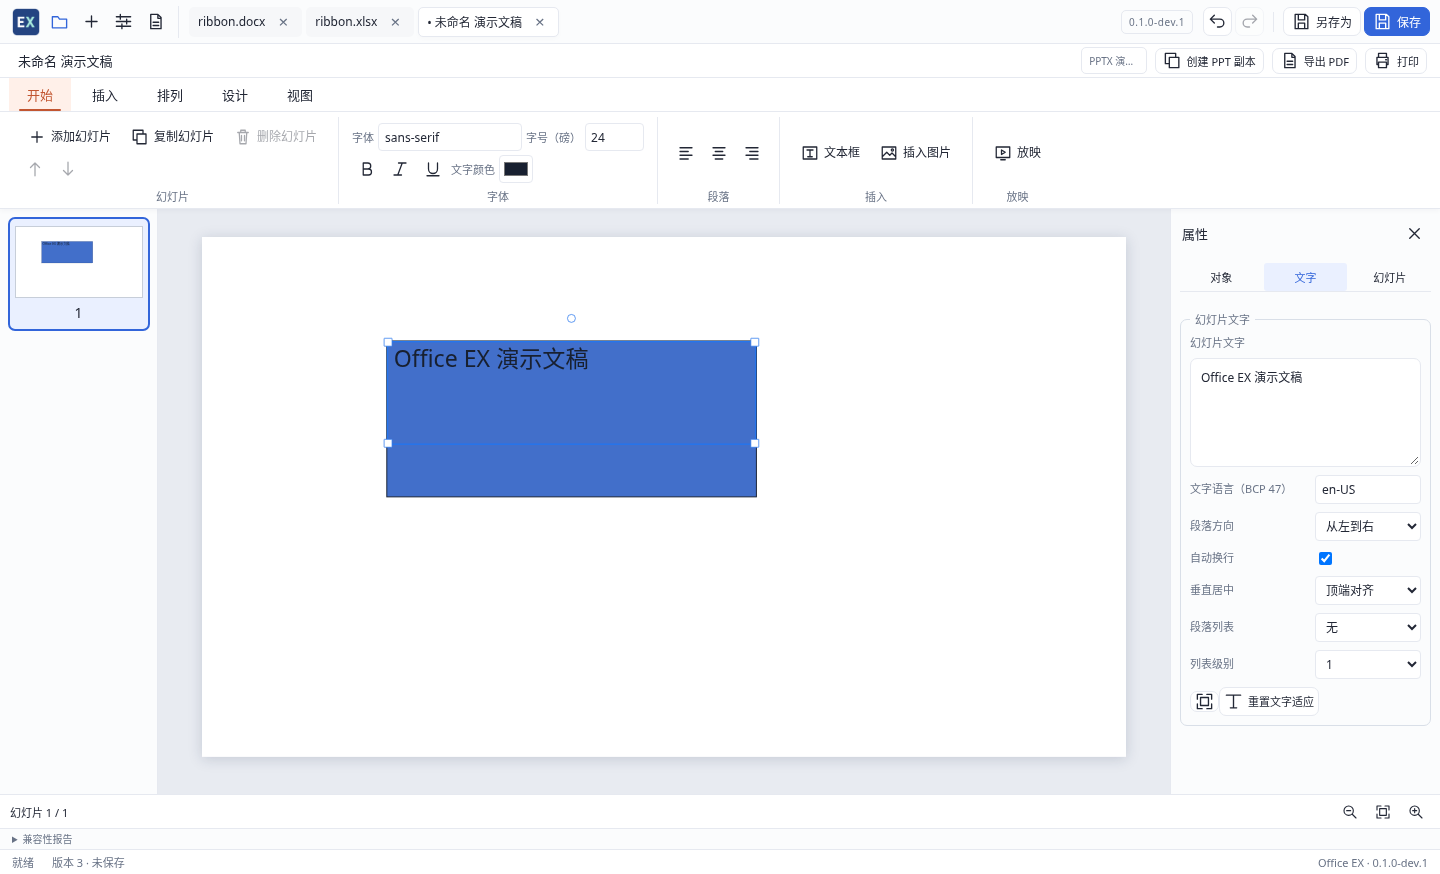 EX
ribbon.docx
ribbon.xlsx
• 未命名 演示文稿
0.1.0-dev.1
另存为
保存
未命名 演示文稿
PPTX 演...
创建 PPT 副本
导出 PDF
打印
开始
插入
排列
设计
视图
添加幻灯片
复制幻灯片
删除幻灯片
幻灯片
字体
sans-serif
字号（磅）
24
B I U
文字颜色
字体
段落
文本框
插入图片
插入
放映
放映
1
Office EX 演示文稿
属性
对象
文字
幻灯片
幻灯片文字
幻灯片文字
Office EX 演示文稿
文字语言（BCP 47）
en-US
段落方向
从左到右
自动换行
垂直居中
顶端对齐
段落列表
无
列表级别
1
重置文字适应
幻灯片 1 / 1
兼容性报告
就绪
版本 3 · 未保存
Office EX · 0.1.0-dev.1